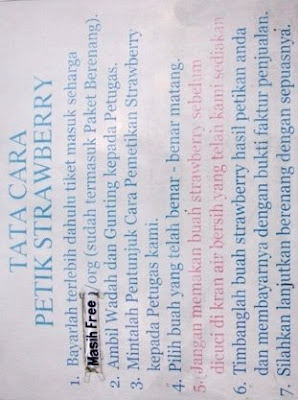 TATA CARA
PETIK STRAWBERRY
1. Bayarlah terlebih dahulu tiket masuk seharga
Masih Free /org (sudah termasuk Paket Berenang).
2. Ambil Wadah dan Gunting kepada Petugas.
3. Mintalah Pentunjuk Cara Pemetikan Strawberry
kepada Petugas kami.
4. Pilih buah yang telah benar - benar matang.
5. Jangan memakan buah strawberry sebelum
dicuci di kran air bersih yang telah kami sediakan
6. Timbanglah buah strawberry hasil petikan anda
dan membayarnya dengan bukti faktur penjualan.
7. Silahkan lanjutkan berenang dengan sepuasnya.